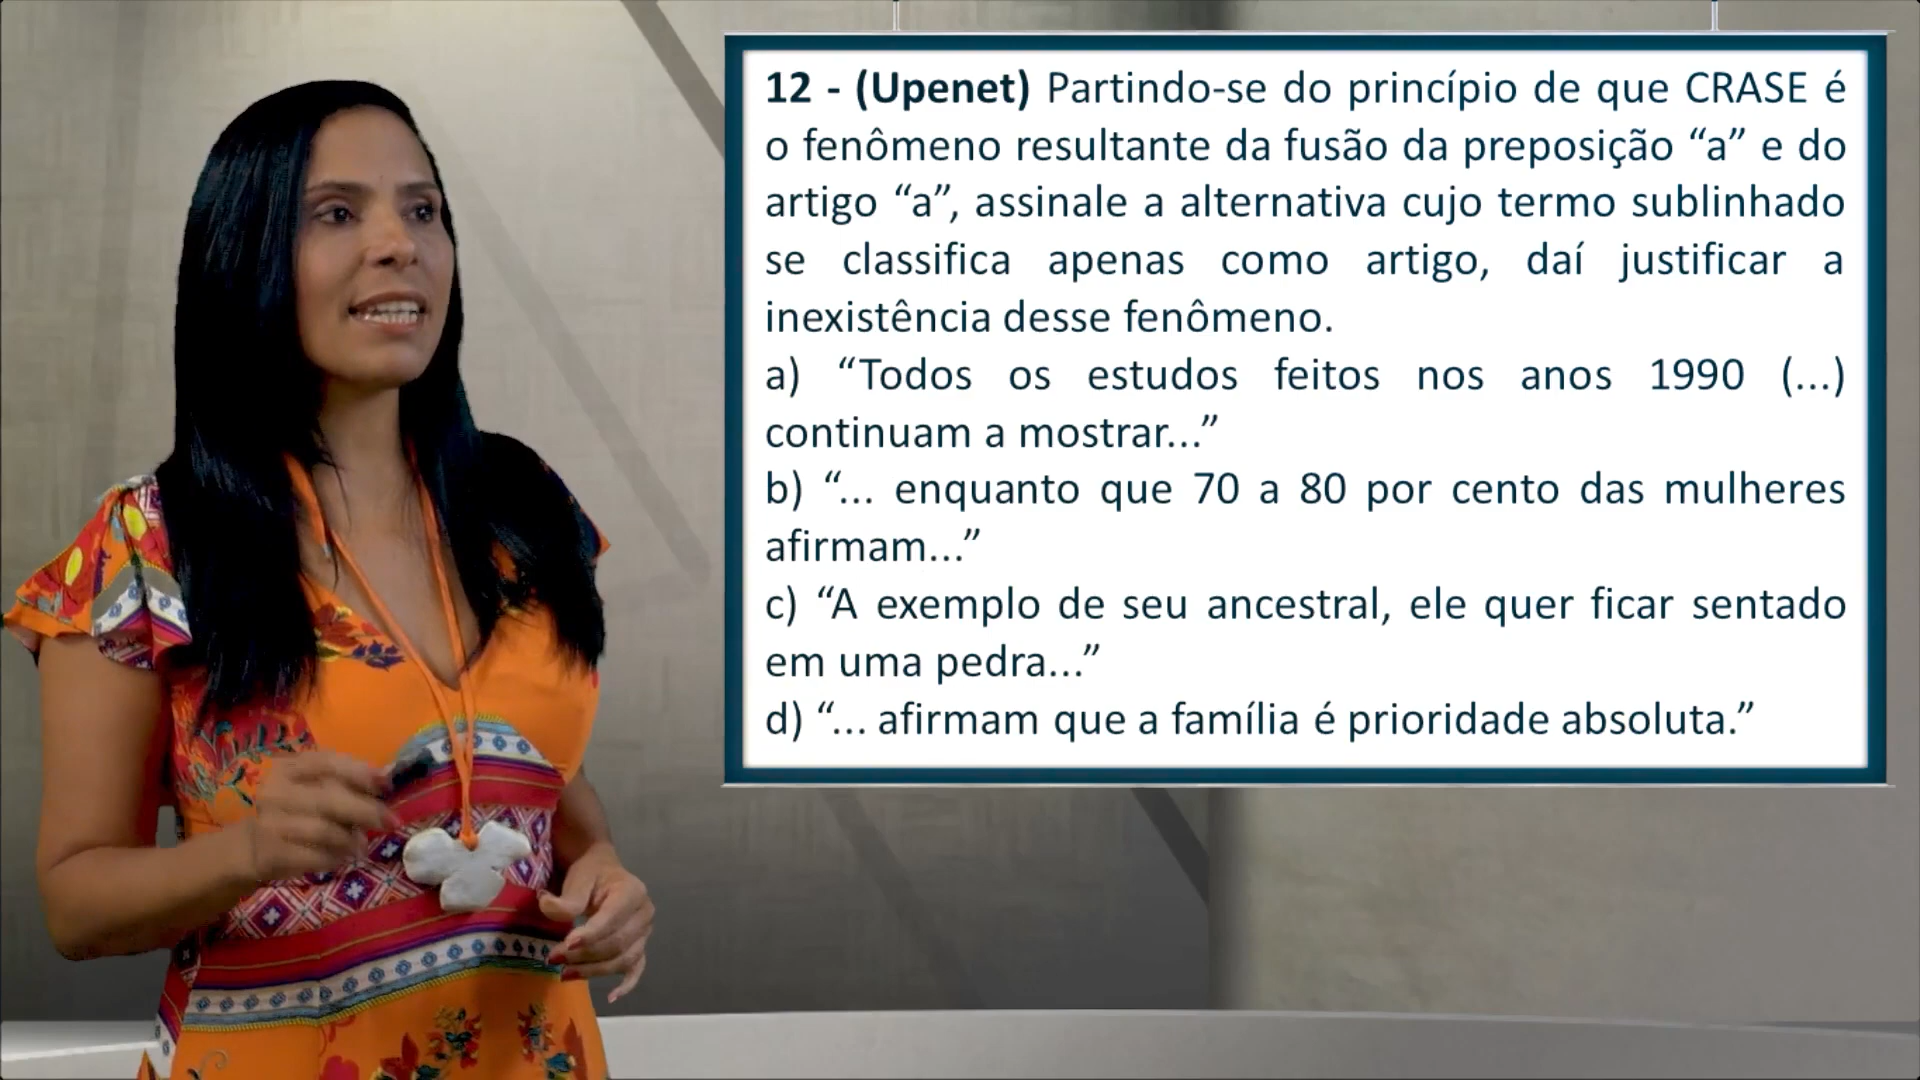 12 - (Upenet) Partindo-se do princípio de que CRASE é
o fenômeno resultante da fusão da preposição “a” e do
artigo “a”, assinale a alternativa cujo termo sublinhado
se classifica apenas como artigo, daí justificar a
inexistência desse fenômeno.
a) “Todos os estudos feitos nos anos 1990 (...)
continuam a mostrar...”
b) “... enquanto que 70 a 80 por cento das mulheres
afirmam...”
c) “A exemplo de seu ancestral, ele quer ficar sentado
em uma pedra...”
d) “... afirmam que a família é prioridade absoluta.”